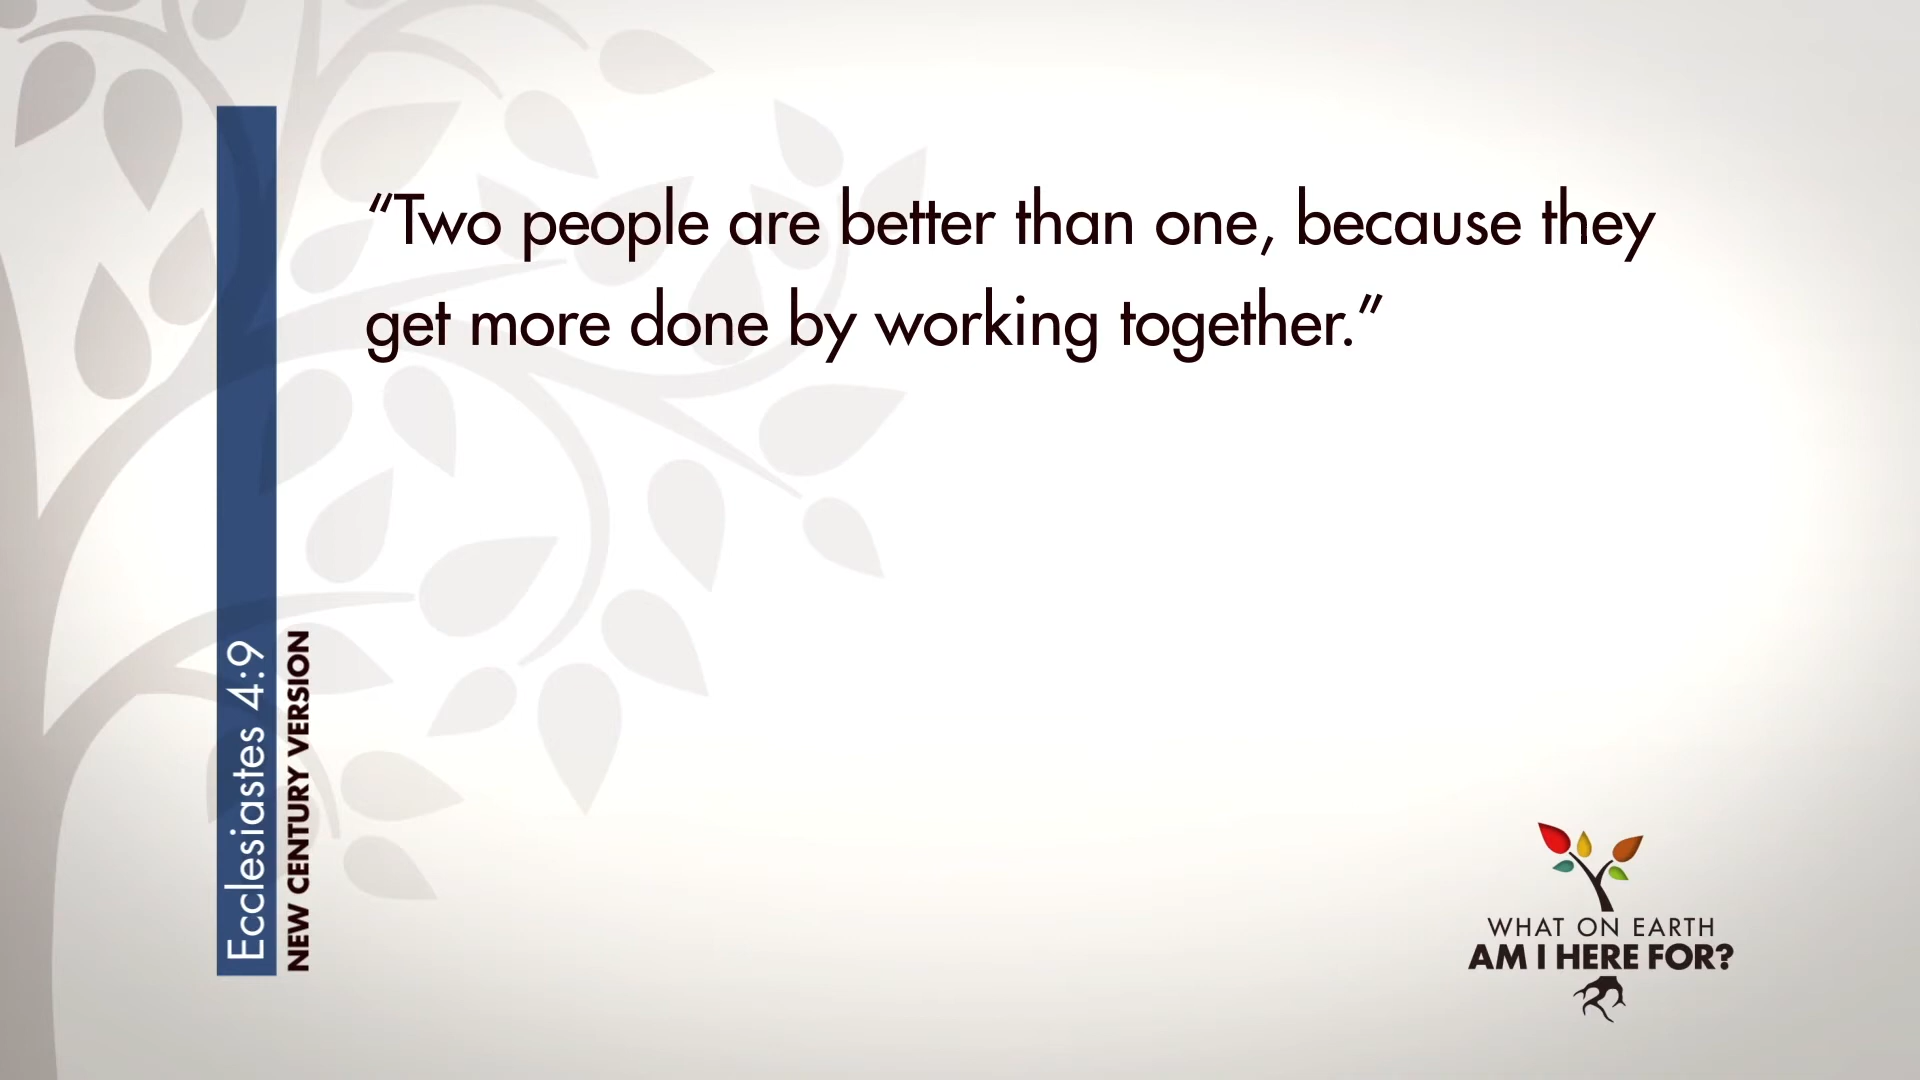 “Two people are better than one, because they
get more done by working together.”
Ecclesiastes 4:9
NEW CENTURY VERSION
WHAT ON EARTH
AM I HERE FOR?